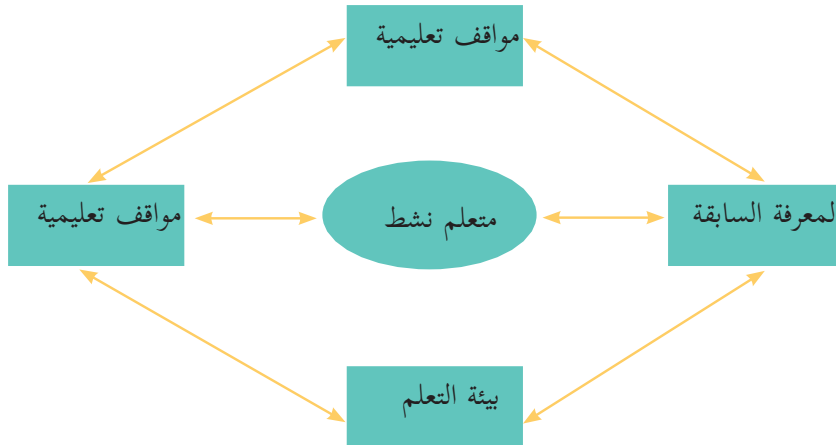 مواقف تعليمية
لمعرفة السابقة
متعلم نشط
مواقف تعليمية
بيئة التعلم